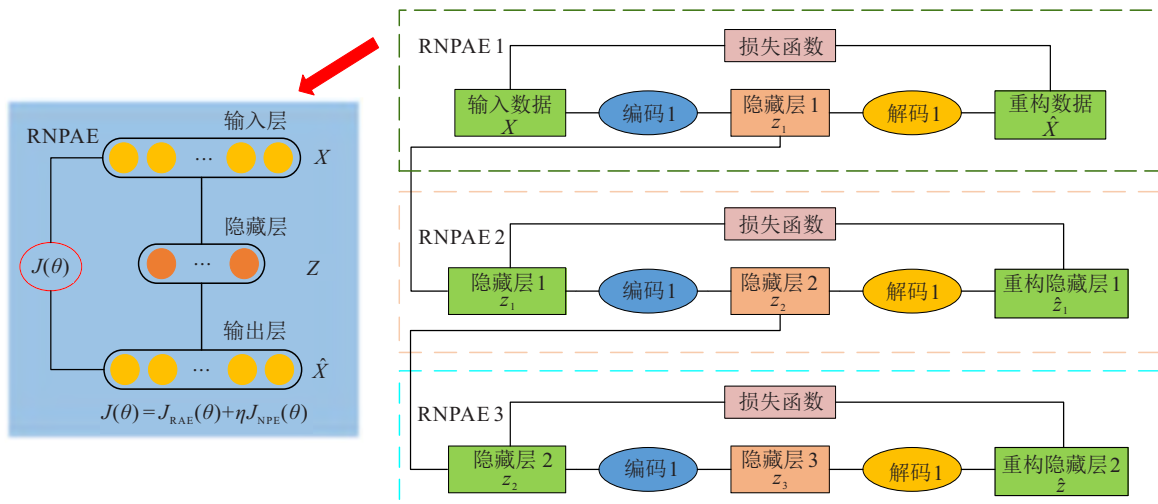 RNPAE
输入层
X
...
隐藏层
J(θ)
...
Z
输出层
...
X̂
J(θ)=J_RAE(θ)+ηJ_NPE(θ)
RNPAE 1
损失函数
输入数据
X
编码1
隐藏层1
z₁
解码1
重构数据
X̂
RNPAE 2
损失函数
隐藏层1
z₁
编码1
隐藏层2
z₂
解码1
重构隐藏层1
ẑ₁
RNPAE 3
损失函数
隐藏层2
z₂
编码1
隐藏层3
z₃
解码1
重构隐藏层2
ẑ